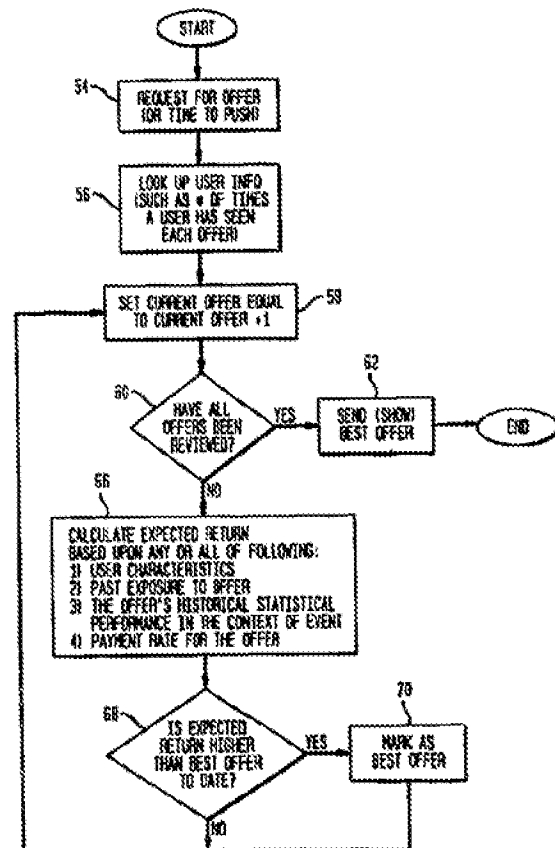 START
54
REQUEST FOR OFFER
(OR TIME TO PUSH)
56
LOOK UP USER INFO
(SUCH AS # OF TIMES
A USER HAS SEEN
EACH OFFER)
SET CURRENT OFFER EQUAL
TO CURRENT OFFER +1
59
60
HAVE ALL
OFFERS BEEN
REVIEWED?
YES
62
SEND (SHOW)
BEST OFFER
END
NO
66
CALCULATE EXPECTED RETURN
BASED UPON ANY OR ALL OF FOLLOWING:
1) USER CHARACTERISTICS
2) PAST EXPOSURE TO OFFER
3) THE OFFER'S HISTORICAL STATISTICAL
PERFORMANCE IN THE CONTEXT OF EVENT
4) PAYMENT RATE FOR THE OFFER
68
IS EXPECTED
RETURN HIGHER
THAN BEST OFFER
TO DATE?
YES
70
MARK AS
BEST OFFER
NO